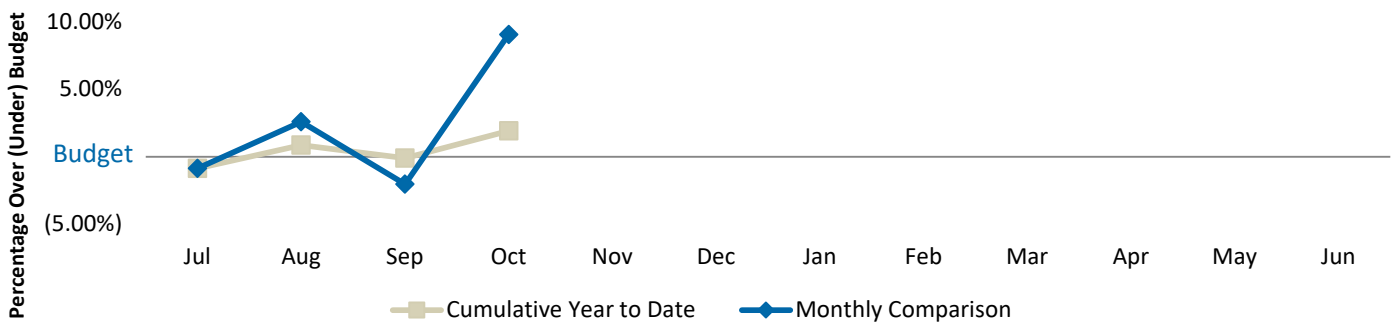 Percentage Over (Under) Budget
10.00%
5.00%
Budget
(5.00%)
Jul Aug Sep Oct Nov Dec Jan Feb Mar Apr May Jun
Cumulative Year to Date Monthly Comparison